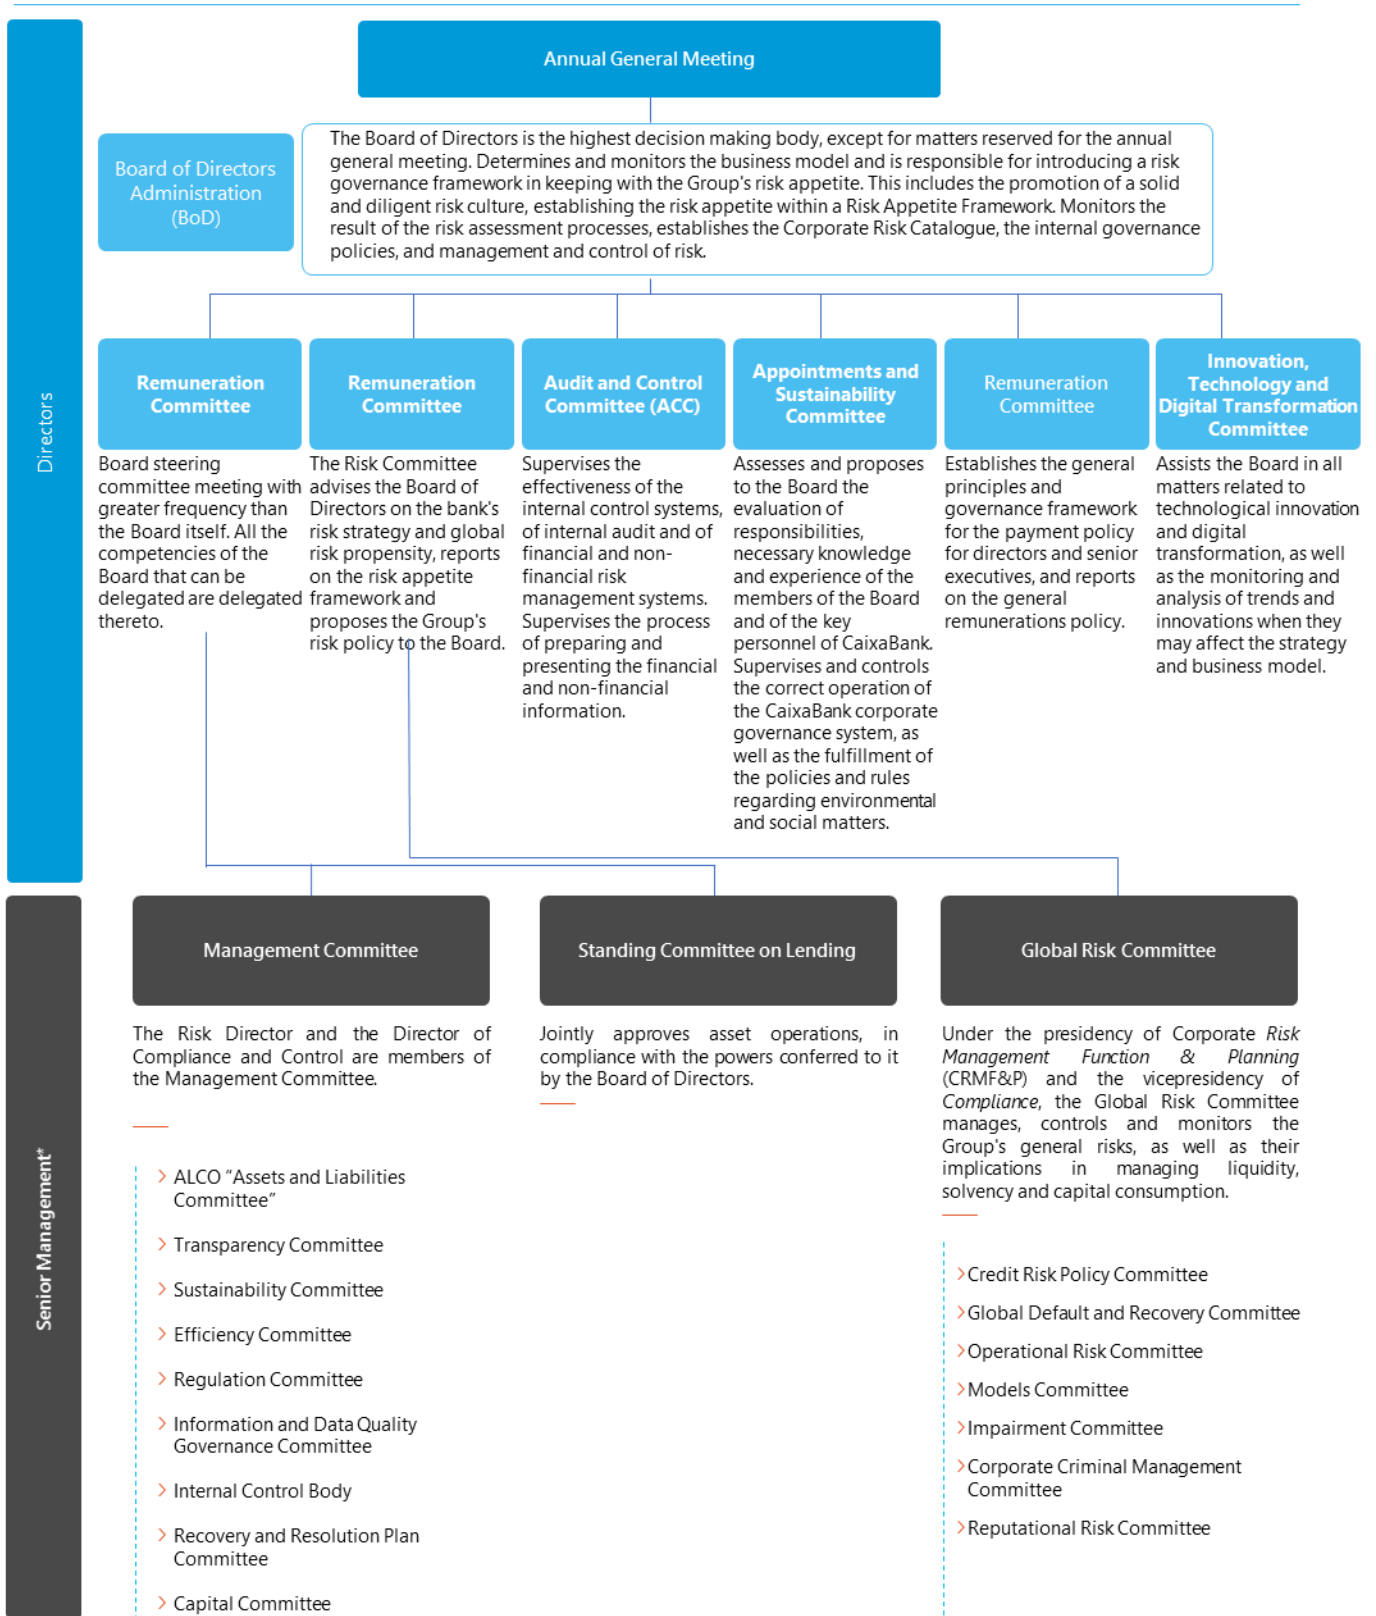 Annual General Meeting
Directors
Board of Directors
Administration
(BoD)
The Board of Directors is the highest decision making body, except for matters reserved for the annual
general meeting. Determines and monitors the business model and is responsible for introducing a risk
governance framework in keeping with the Group's risk appetite. This includes the promotion of a solid
and diligent risk culture, establishing the risk appetite within a Risk Appetite Framework. Monitors the
result of the risk assessment processes, establishes the Corporate Risk Catalogue, the internal governance
policies, and management and control of risk.
Remuneration
Committee
Board steering
committee meeting with
greater frequency than
the Board itself. All the
competencies of the
Board that can be
delegated are delegated
thereto.
Remuneration
Committee
The Risk Committee
advises the Board of
Directors on the bank's
risk strategy and global
risk propensity, reports
on the risk appetite
framework and
proposes the Group's
risk policy to the Board.
Audit and Control
Committee (ACC)
Supervises the
effectiveness of the
internal control systems,
of internal audit and of
financial and non-
financial risk
management systems.
Supervises the process
of preparing and
presenting the financial
and non-financial
information.
Appointments and
Sustainability
Committee
Assesses and proposes
to the Board the
evaluation of
responsibilities,
necessary knowledge
and experience of the
members of the Board
and of the key
personnel of CaixaBank.
Supervises and controls
the correct operation of
the CaixaBank corporate
governance system, as
well as the fulfillment of
the policies and rules
regarding environmental
and social matters.
Remuneration
Committee
Establishes the general
principles and
governance framework
for the payment policy
for directors and senior
executives, and reports
on the general
remunerations policy.
Innovation,
Technology and
Digital Transformation
Committee
Assists the Board in all
matters related to
technological innovation
and digital
transformation, as well
as the monitoring and
analysis of trends and
innovations when they
may affect the strategy
and business model.
Senior Management*
Management Committee
The Risk Director and the Director of
Compliance and Control are members of
the Management Committee.
> ALCO “Assets and Liabilities
Committee”
> Transparency Committee
> Sustainability Committee
> Efficiency Committee
> Regulation Committee
> Information and Data Quality
Governance Committee
> Internal Control Body
> Recovery and Resolution Plan
Committee
> Capital Committee
Standing Committee on Lending
Jointly approves asset operations, in
compliance with the powers conferred to it
by the Board of Directors.
Global Risk Committee
Under the presidency of Corporate Risk
Management Function & Planning
(CRMF&P) and the vicepresidency of
Compliance, the Global Risk Committee
manages, controls and monitors the
Group's general risks, as well as their
implications in managing liquidity,
solvency and capital consumption.
> Credit Risk Policy Committee
> Global Default and Recovery Committee
> Operational Risk Committee
> Models Committee
> Impairment Committee
> Corporate Criminal Management
Committee
> Reputational Risk Committee